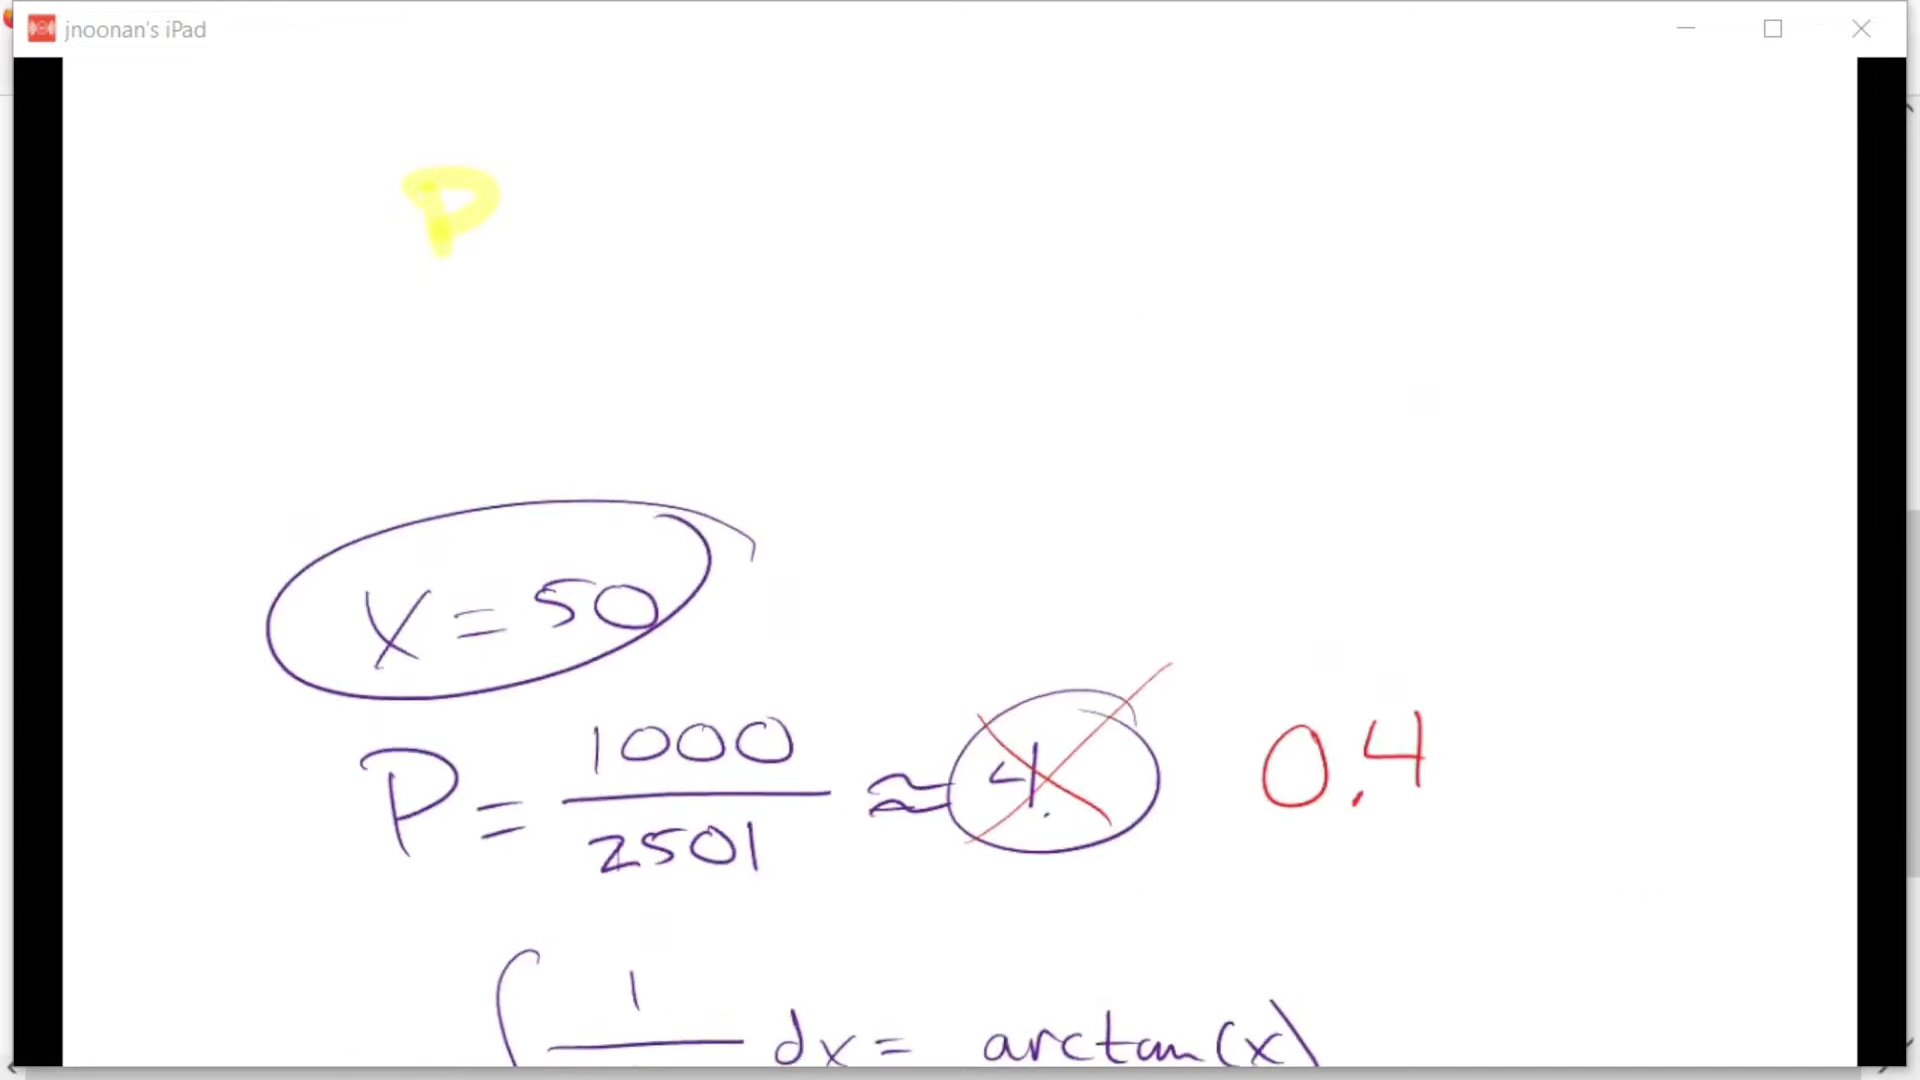 jnoonan's iPad
P
x = 50
P = 1000/2501 ≈ 4. 0.4
∫ 1 dx = arctan(x)